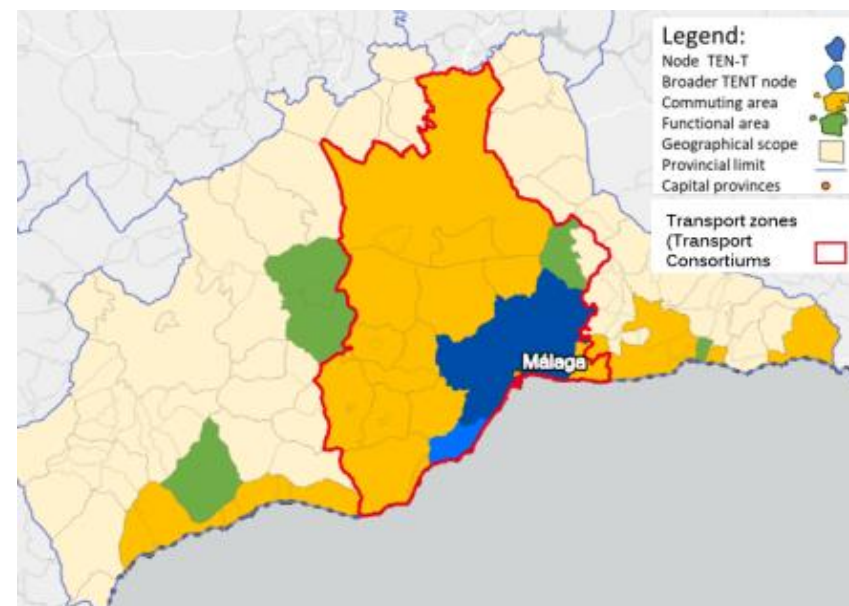 Legend:
Node TEN-T
Broader TENT node
Commuting area
Functional area
Geographical scope
Provincial limit
Capital provinces
Transport zones
(Transport
Consortiums
Málaga